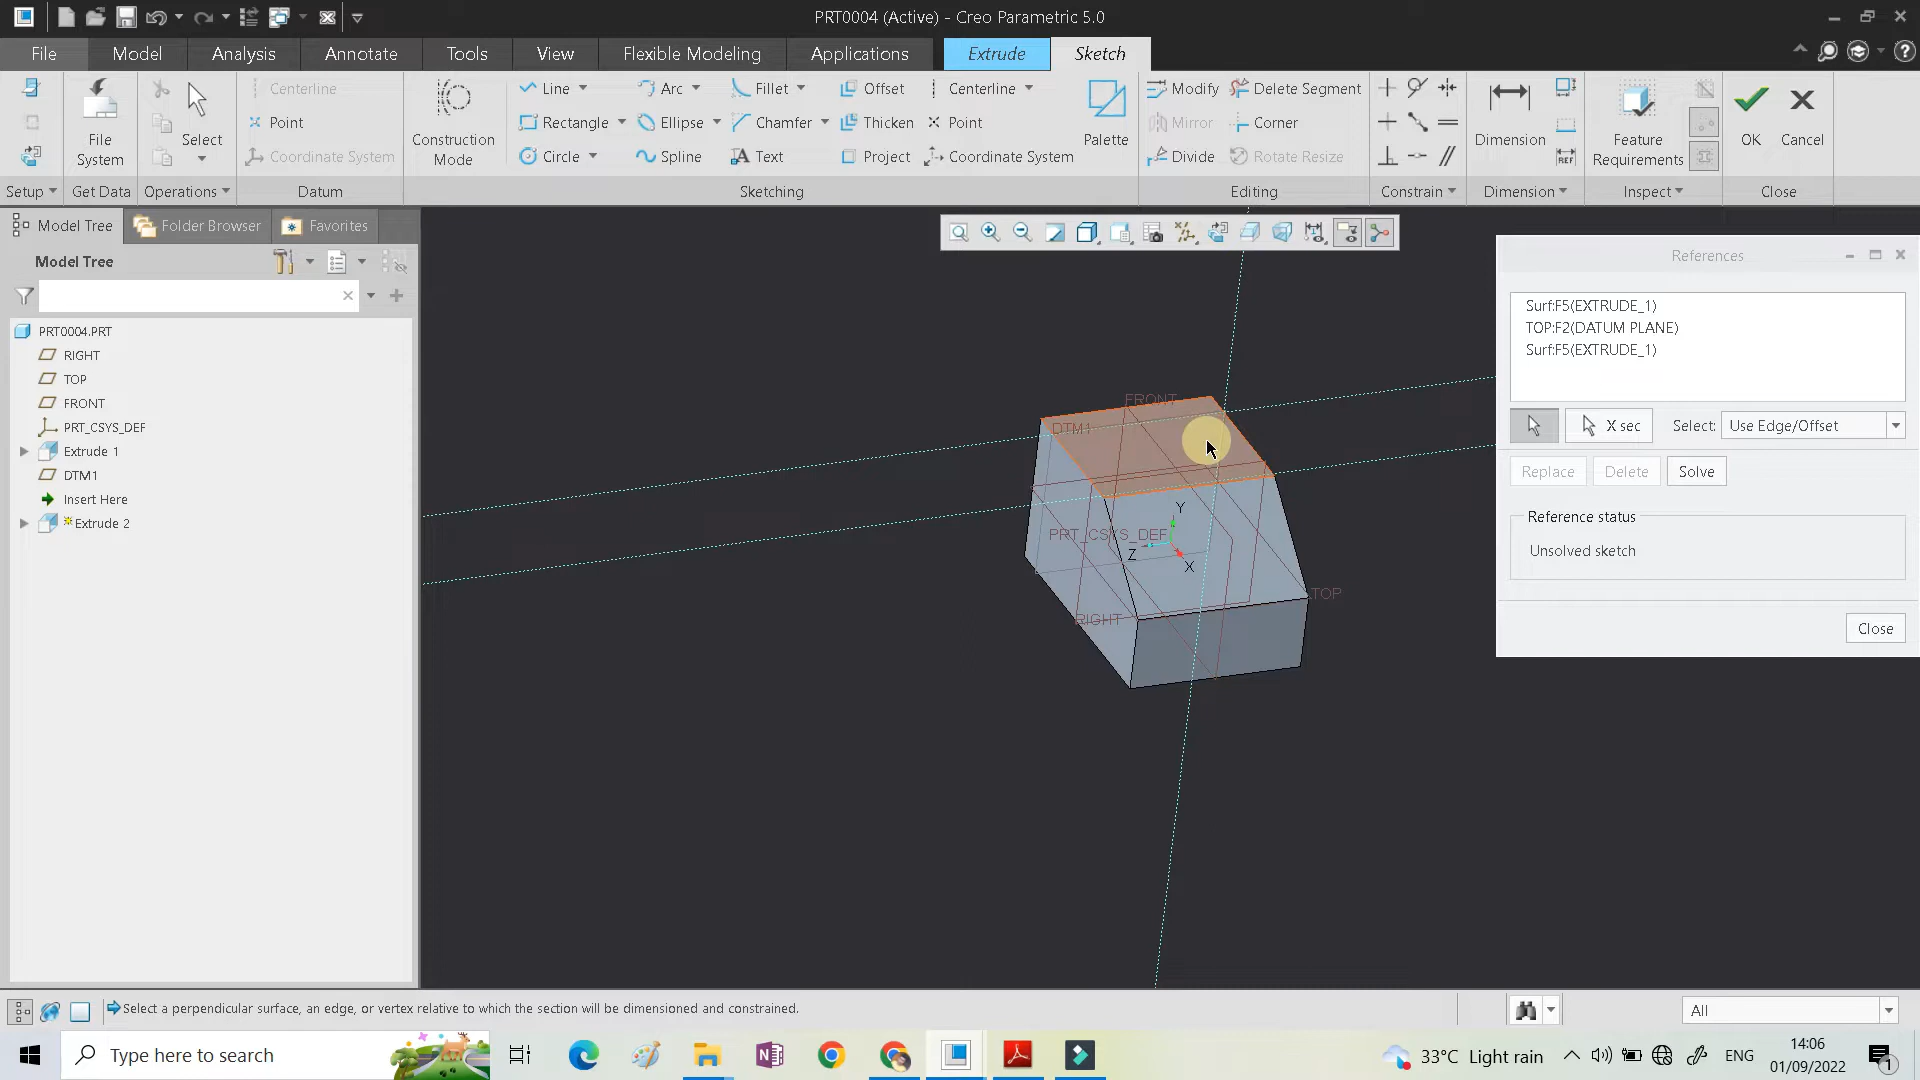 PRT0004 (Active) - Creo Parametric 5.0
File Model Analysis Annotate Tools View Flexible Modeling Applications Extrude Sketch
Centerline Line Arc Fillet Offset Centerline Modify Delete Segment
Point Rectangle Ellipse Chamfer Thicken Point Mirror Corner
Coordinate System Circle Spline Text Project Coordinate System Divide Rotate Resize
File System
Select
Construction Mode
Palette
Dimension
REF
Feature Requirements
OK Cancel
Setup Get Data Operations Datum Sketching Editing Constrain Dimension Inspect Close
Model Tree Folder Browser Favorites
Model Tree
PRT0004.PRT
RIGHT
TOP
FRONT
PRT_CSYS_DEF
Extrude 1
DTM1
Insert Here
Extrude 2
FRONT
DTM1
Y
PRT_CSYS_DEF
Z
X
TOP
RIGHT
References
Surf:F5(EXTRUDE_1)
TOP:F2(DATUM PLANE)
Surf:F5(EXTRUDE_1)
X sec Select: Use Edge/Offset
Replace Delete Solve
Reference status
Unsolved sketch
Close
Select a perpendicular surface, an edge, or vertex relative to which the section will be dimensioned and constrained.
All
Type here to search
33°C Light rain
ENG
14:06
01/09/2022
1